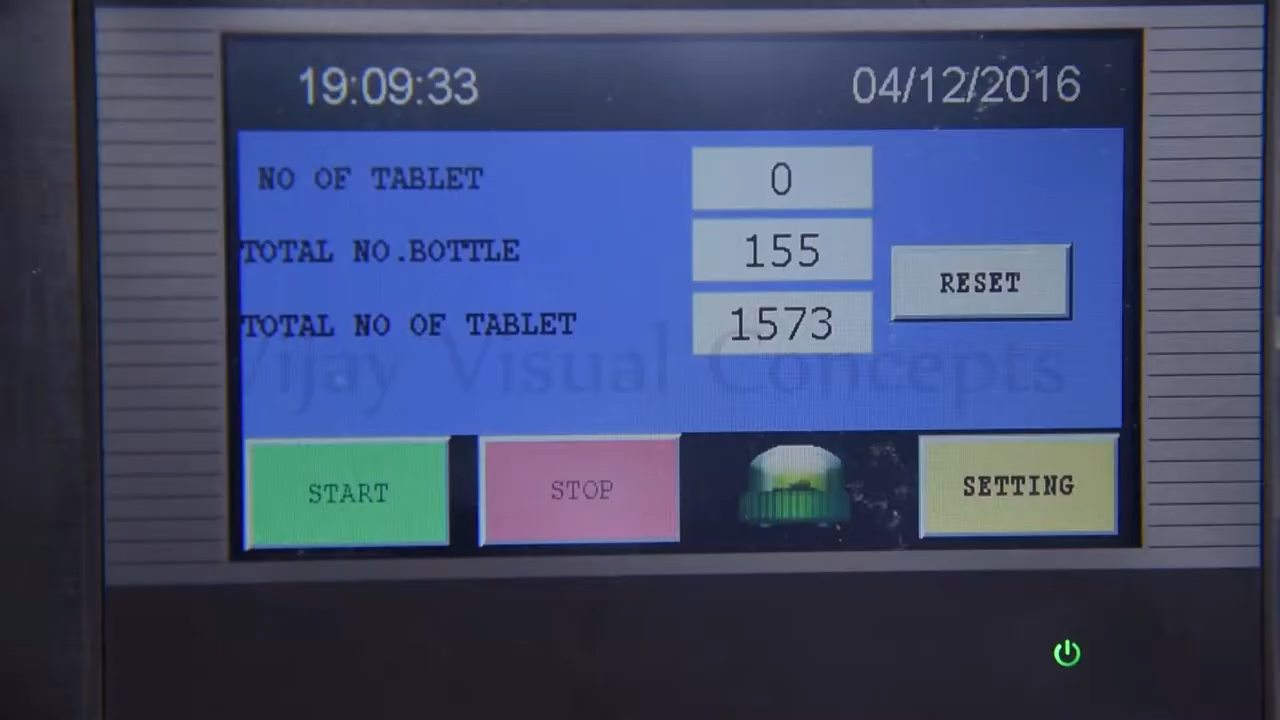 19:09:33 04/12/2016
NO OF TABLET 0
TOTAL NO.BOTTLE 155
RESET
TOTAL NO OF TABLET 1573
Vijay Visual Concepts
START STOP SETTING